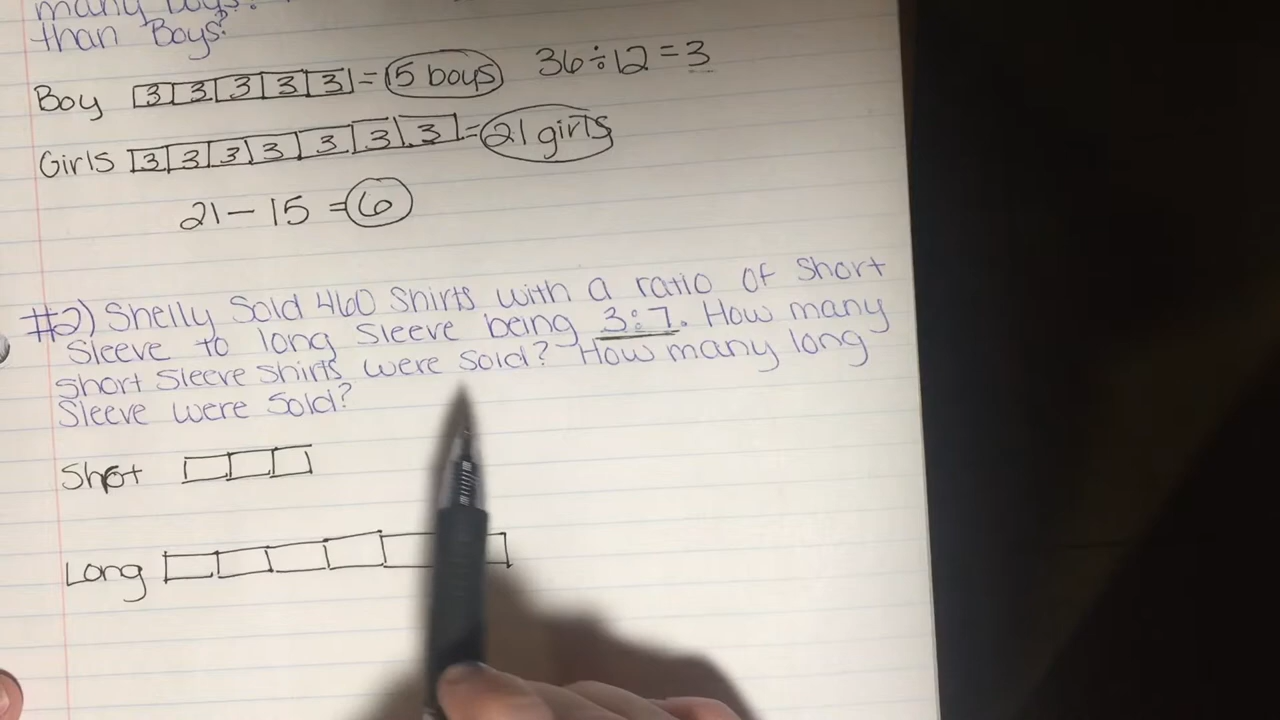 many boys?
than Boys?
Boy 3 3 3 3 3 = 15 boys 36÷12=3
Girls 3 3 3 3 3 3 3 = 21 girls
21-15=6
#2) Shelly Sold 460 Shirts with a ratio of Short
Sleeve to long Sleeve being 3:7. How many
Short Sleeve Shirts were Sold? How many long
Sleeve were Sold?
Short
Long